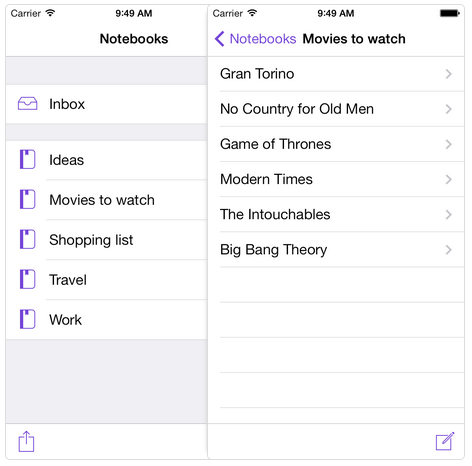 Carrier 9:49 AM
Notebooks
Inbox
Ideas
Movies to watch
Shopping list
Travel
Work
Carrier 9:49 AM
Notebooks Movies to watch
Gran Torino
No Country for Old Men
Game of Thrones
Modern Times
The Intouchables
Big Bang Theory